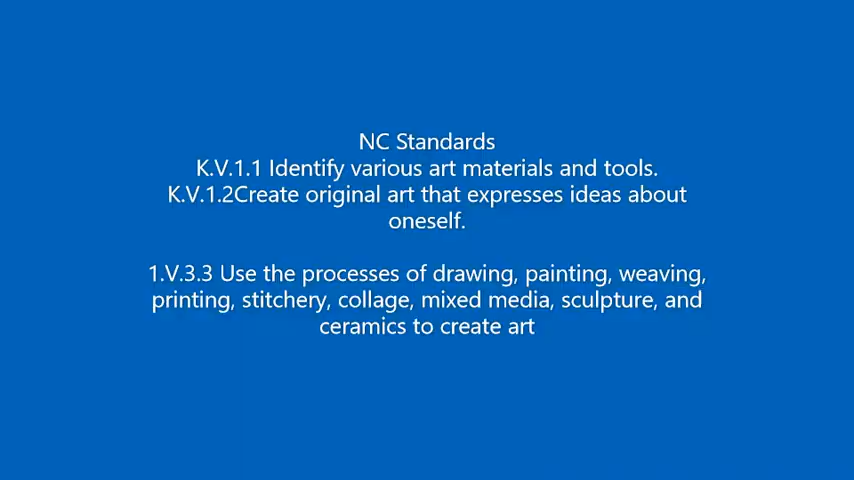 NC Standards
K.V.1.1 Identify various art materials and tools.
K.V.1.2Create original art that expresses ideas about
oneself.
1.V.3.3 Use the processes of drawing, painting, weaving,
printing, stitchery, collage, mixed media, sculpture, and
ceramics to create art